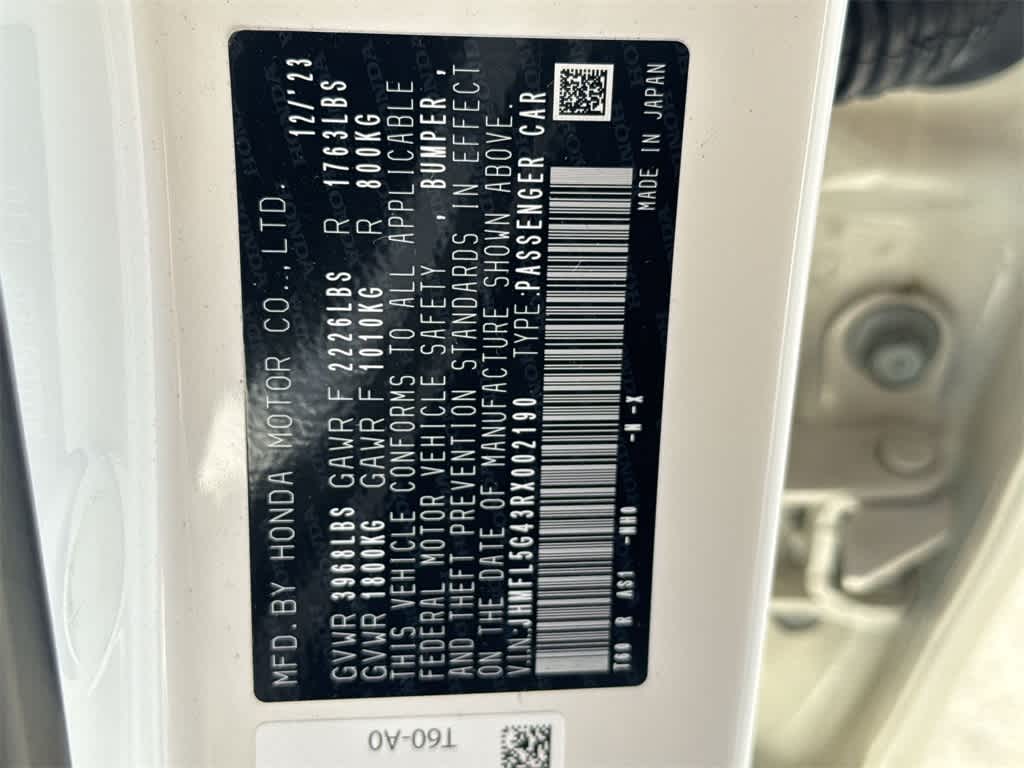 MFD. BY HONDA MOTOR CO., LTD. 12/'23
GVWR 3968LBS GAWR F 2226LBS R 1763LBS
GVWR 1800KG GAWR F 1010KG R 800KG
THIS VEHICLE CONFORMS TO ALL APPLICABLE
FEDERAL MOTOR VEHICLE SAFETY , BUMPER ,
AND THEFT PREVENTION STANDARDS IN EFFECT
ON THE DATE OF MANUFACTURE SHOWN ABOVE.
V.I.N:JHMFL5G43RX002190 TYPE:PASSENGER CAR
T60 R AS1 -NHO -N -X MADE IN JAPAN
T60-A0